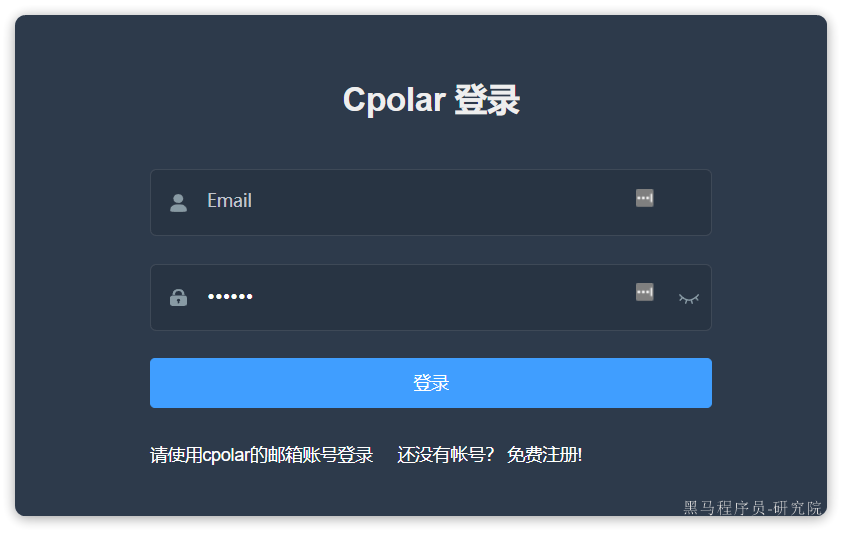 Cpolar 登录
Email
••••••
登录
请使用cpolar的邮箱账号登录 还没有帐号? 免费注册!
黑马程序员-研究院